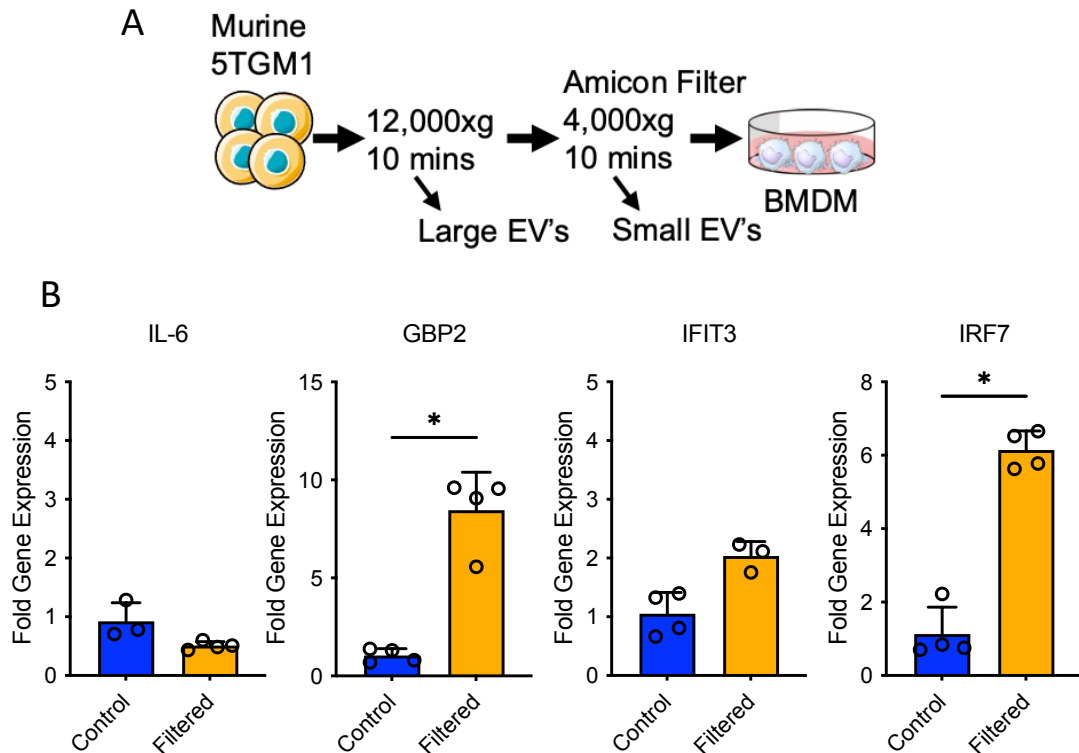 A
Murine
5TGM1
12,000xg
10 mins
Amicon Filter
4,000xg
10 mins
Large EV's
Small EV's
BMDM
B
IL-6
Fold Gene Expression
5
4
3
2
1
0
Control
Filtered
GBP2
Fold Gene Expression
15
10
5
0
*
Control
Filtered
IFIT3
Fold Gene Expression
5
4
3
2
1
0
Control
Filtered
IRF7
Fold Gene Expression
8
6
4
2
0
*
Control
Filtered